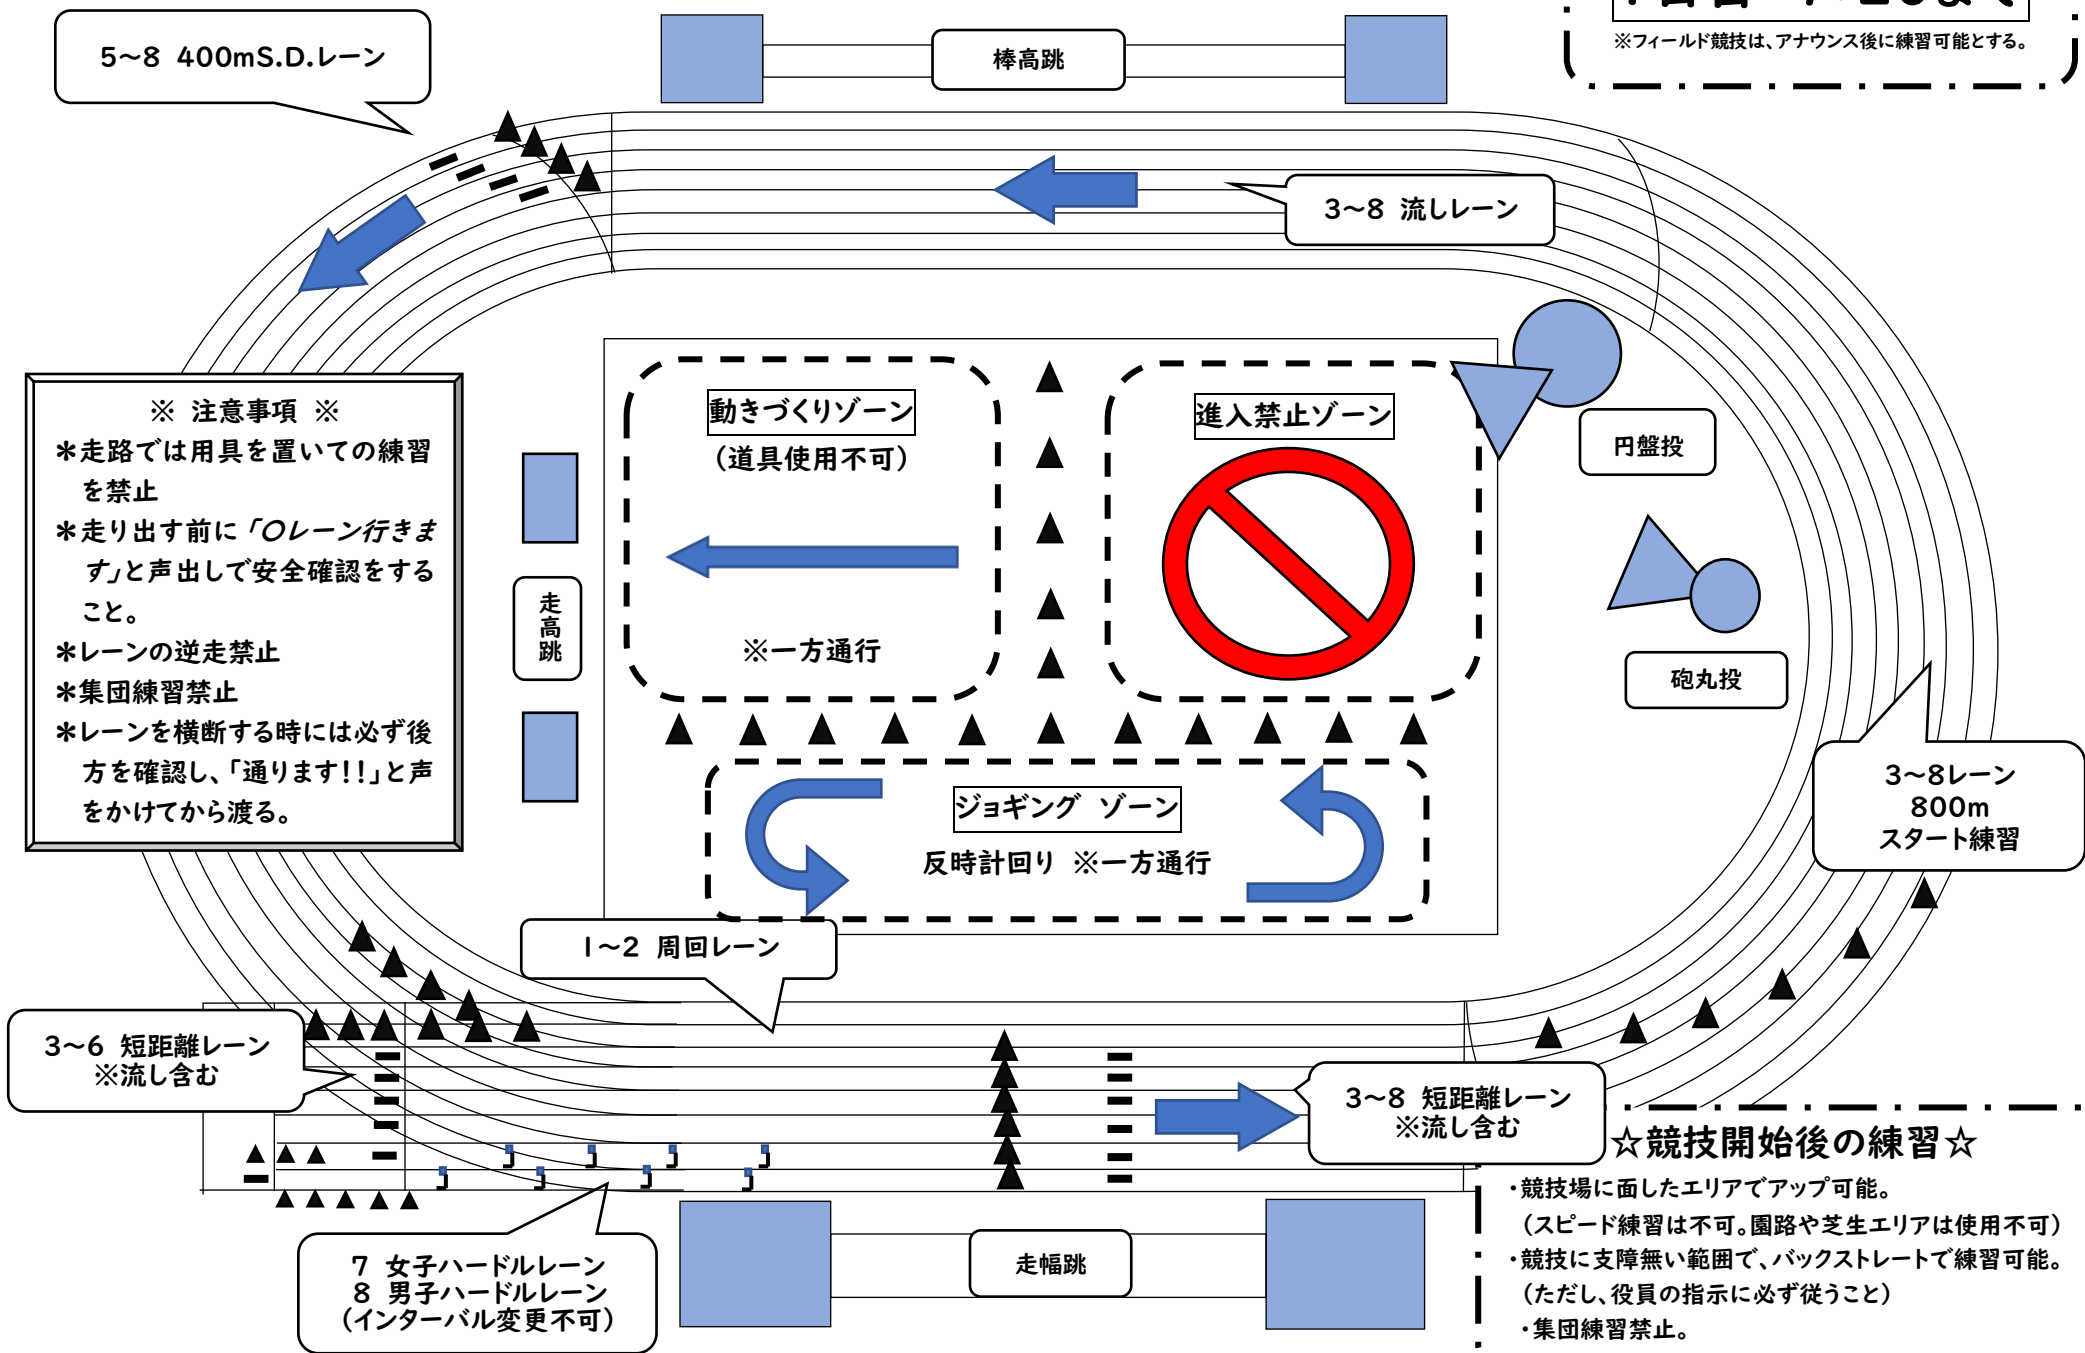 ※フィールド競技は、アナウンス後に練習可能とする。
5～8 400mS.D.レーン
棒高跳
3～8 流しレーン
※ 注意事項 ※
＊走路では用具を置いての練習
を禁止
＊走り出す前に「〇レーン行きま
す」と声出しで安全確認をする
こと。
＊レーンの逆走禁止
＊集団練習禁止
＊レーンを横断する時には必ず後
方を確認し、「通ります！！」と声
をかけてから渡る。
動きづくりゾーン
（道具使用不可）
※一方通行
進入禁止ゾーン
円盤投
走高跳
砲丸投
3～8レーン
800m
スタート練習
ジョギング ゾーン
反時計回り ※一方通行
1～2 周回レーン
3～6 短距離レーン
※流し含む
3～8 短距離レーン
※流し含む
7 女子ハードルレーン
8 男子ハードルレーン
（インターバル変更不可）
走幅跳
☆競技開始後の練習☆
・競技場に面したエリアでアップ可能。
（スピード練習は不可。園路や芝生エリアは使用不可）
・競技に支障無い範囲で、バックストレートで練習可能。
（ただし、役員の指示に必ず従うこと）
・集団練習禁止。